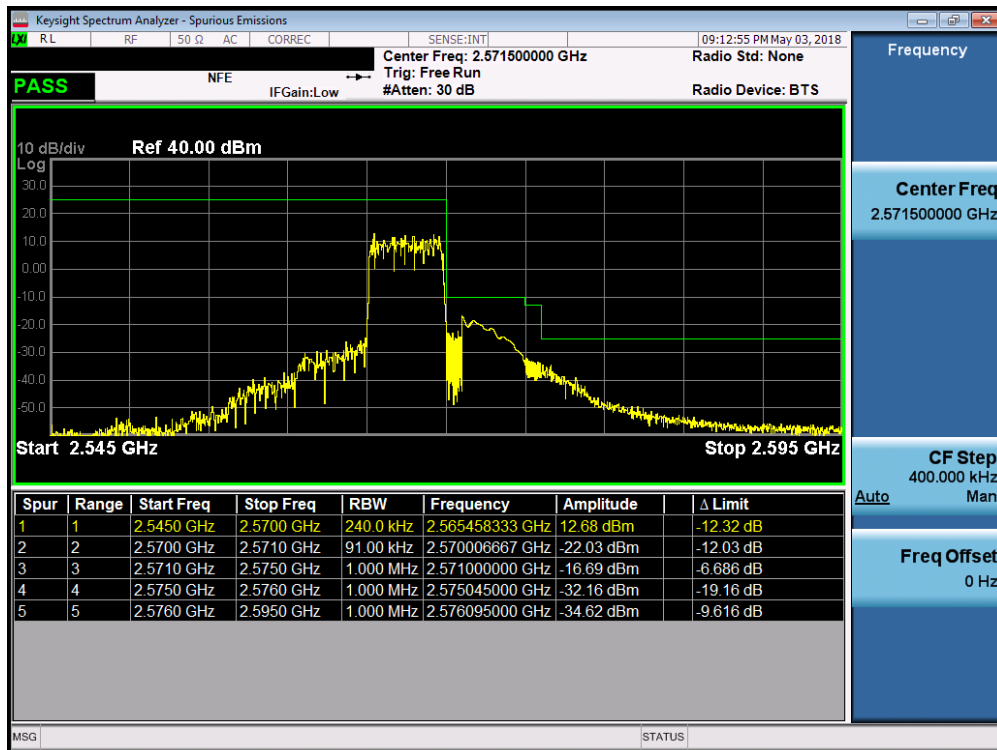 Keysight Spectrum Analyzer - Spurious Emissions
LXI RL RF 50 Ω AC CORREC SENSE:INT 09:12:55 PM May 03, 2018
Center Freq: 2.571500000 GHz Radio Std: None
NFE Trig: Free Run
PASS IFGain:Low #Atten: 30 dB Radio Device: BTS
10 dB/div Ref 40.00 dBm
Log
30.0
20.0
10.0
0.00
-10.0
-20.0
-30.0
-40.0
-50.0
Start 2.545 GHz Stop 2.595 GHz
Spur Range Start Freq Stop Freq RBW Frequency Amplitude Δ Limit
1 1 2.5450 GHz 2.5700 GHz 240.0 kHz 2.565458333 GHz 12.68 dBm -12.32 dB
2 2 2.5700 GHz 2.5710 GHz 91.00 kHz 2.570006667 GHz -22.03 dBm -12.03 dB
3 3 2.5710 GHz 2.5750 GHz 1.000 MHz 2.571000000 GHz -16.69 dBm -6.686 dB
4 4 2.5750 GHz 2.5760 GHz 1.000 MHz 2.575045000 GHz -32.16 dBm -19.16 dB
5 5 2.5760 GHz 2.5950 GHz 1.000 MHz 2.576095000 GHz -34.62 dBm -9.616 dB
MSG STATUS
Frequency
Center Freq
2.571500000 GHz
CF Step
400.000 kHz
Auto Man
Freq Offset
0 Hz